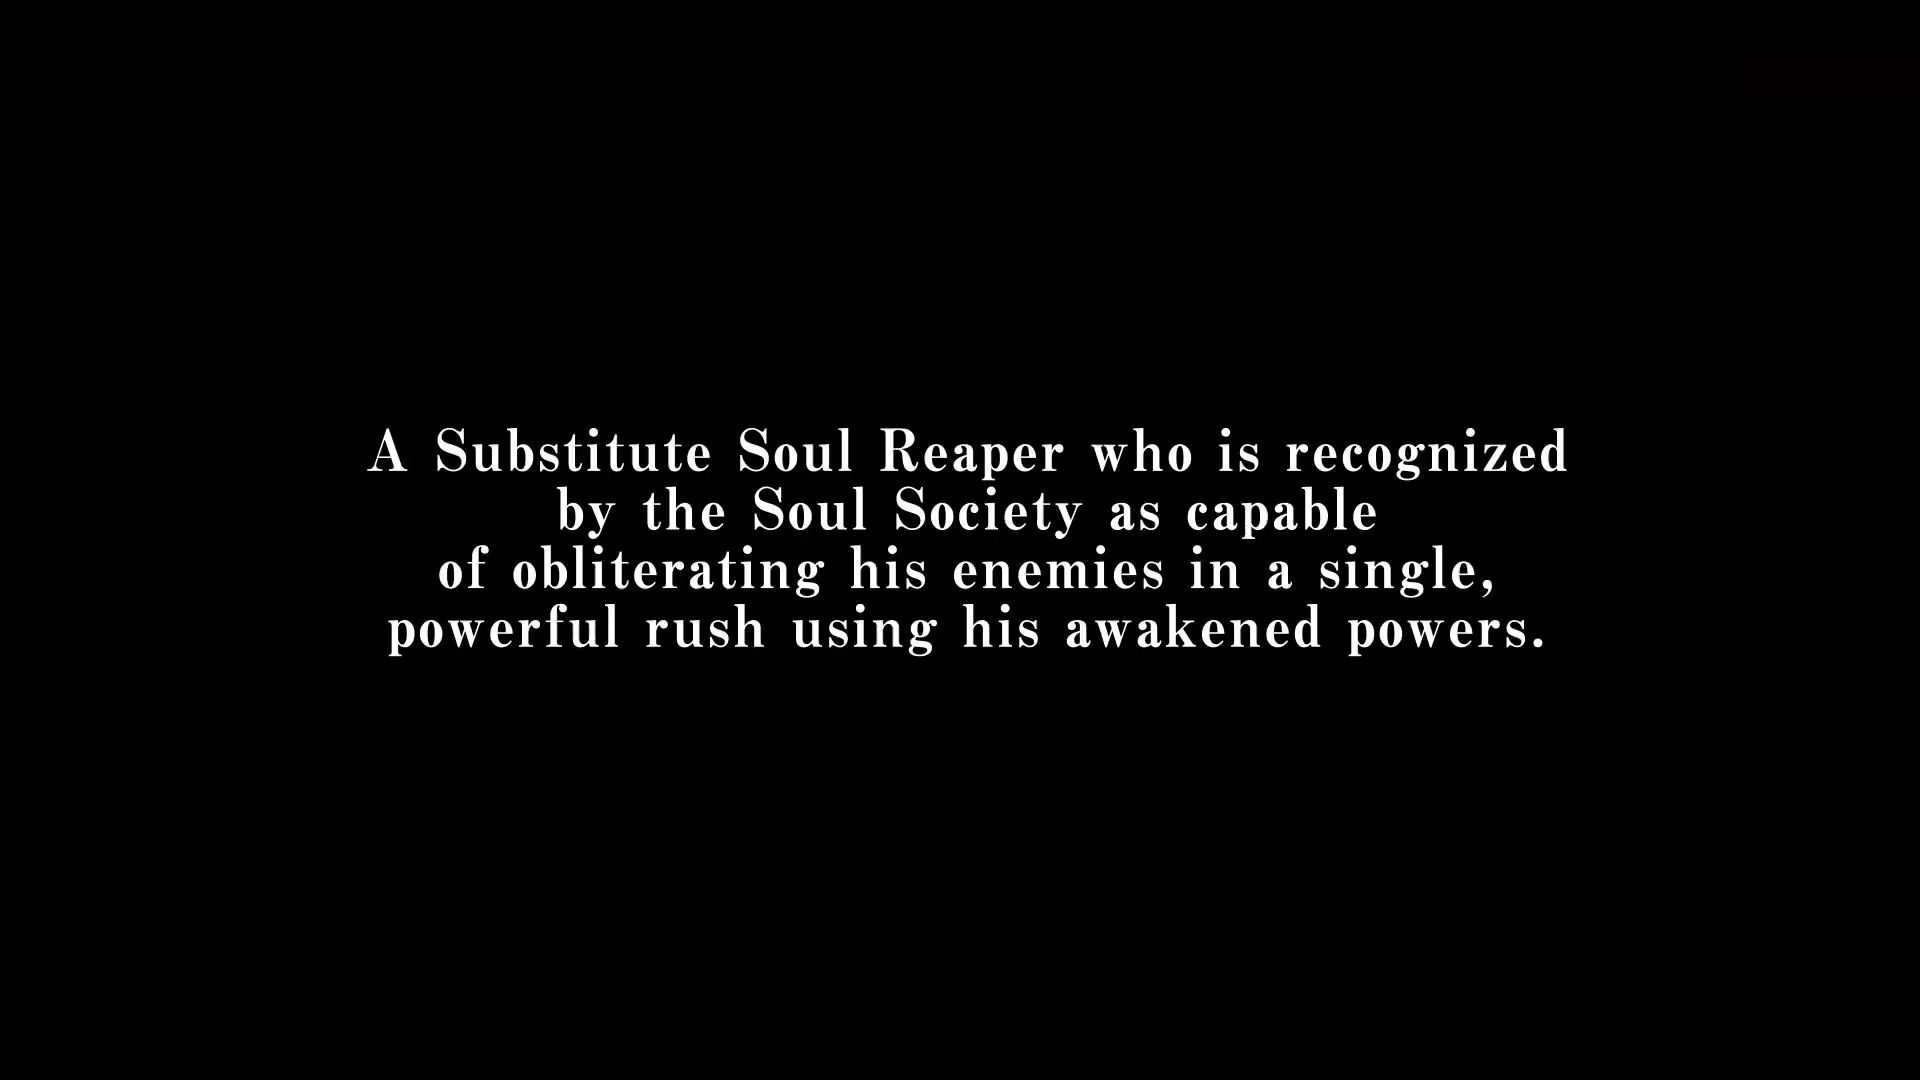 A Substitute Soul Reaper who is recognized
by the Soul Society as capable
of obliterating his enemies in a single,
powerful rush using his awakened powers.